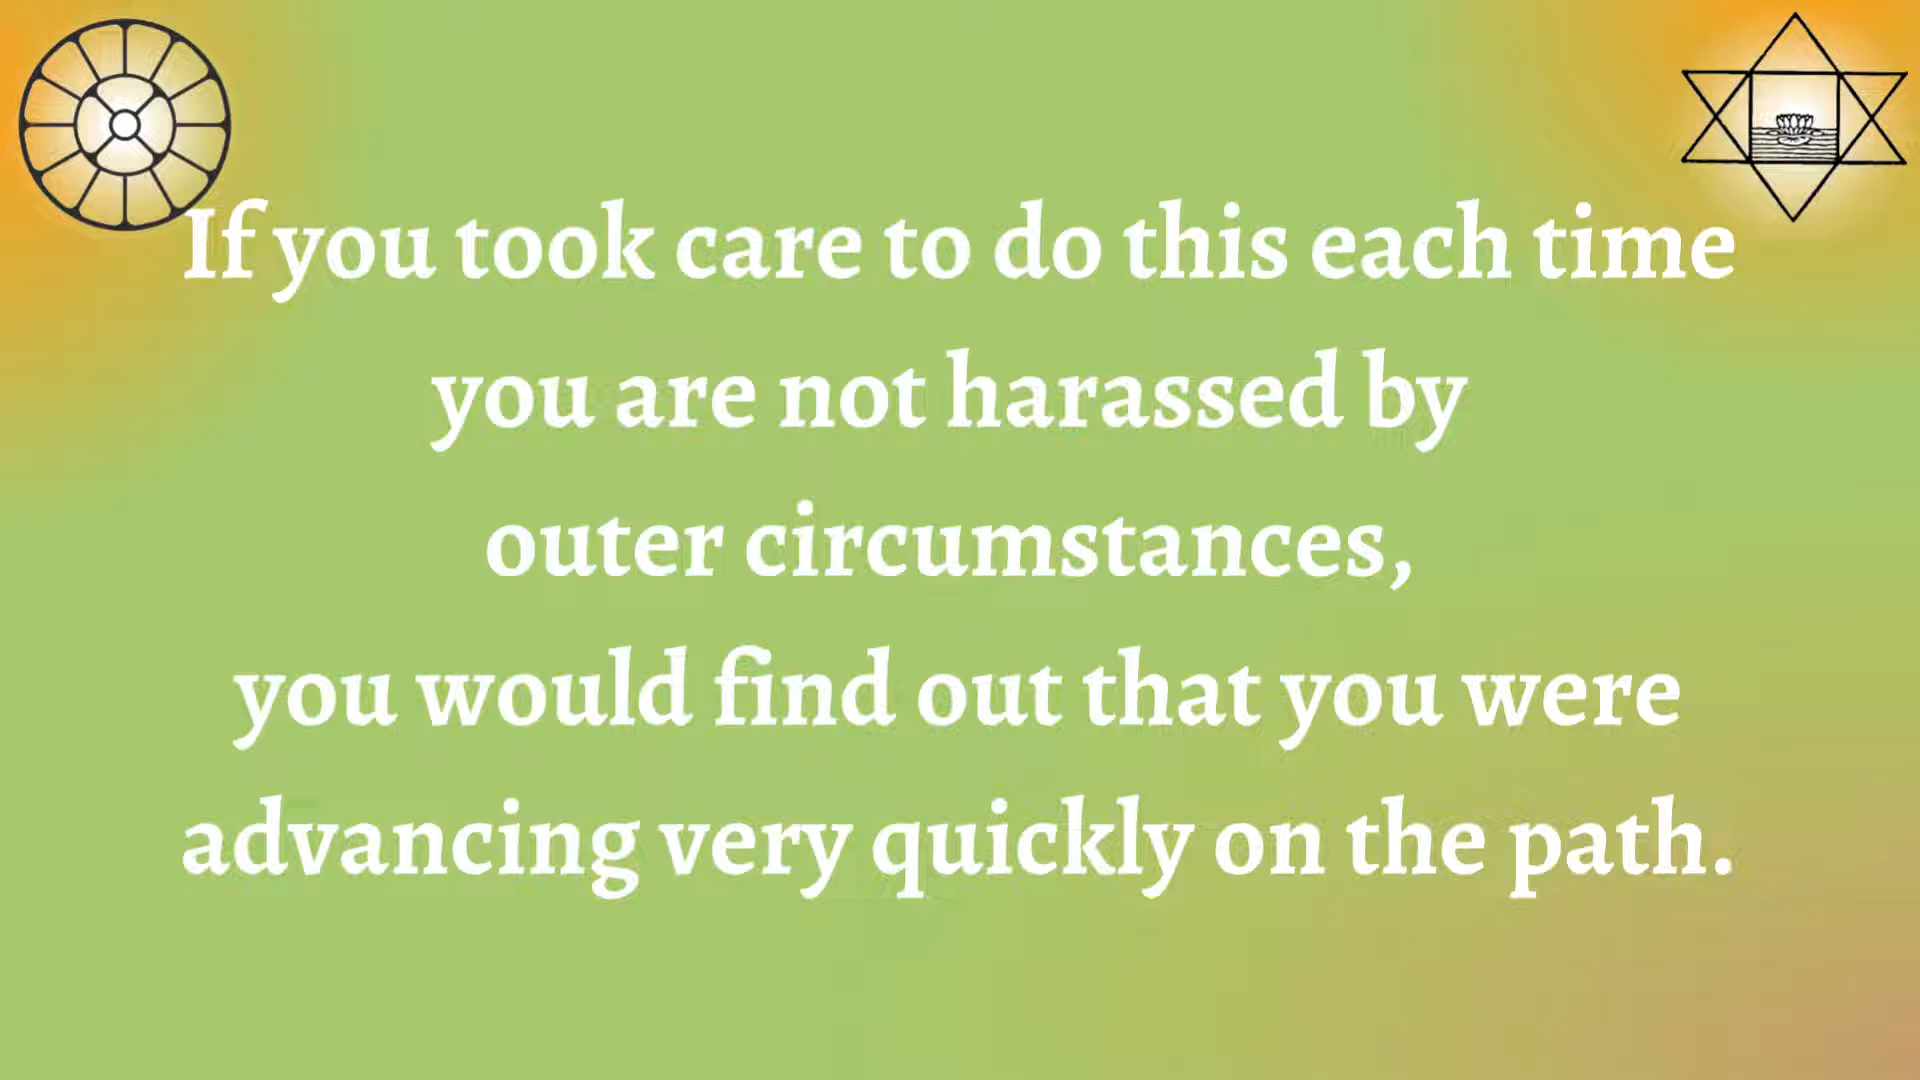 If you took care to do this each time
you are not harassed by
outer circumstances,
you would find out that you were
advancing very quickly on the path.